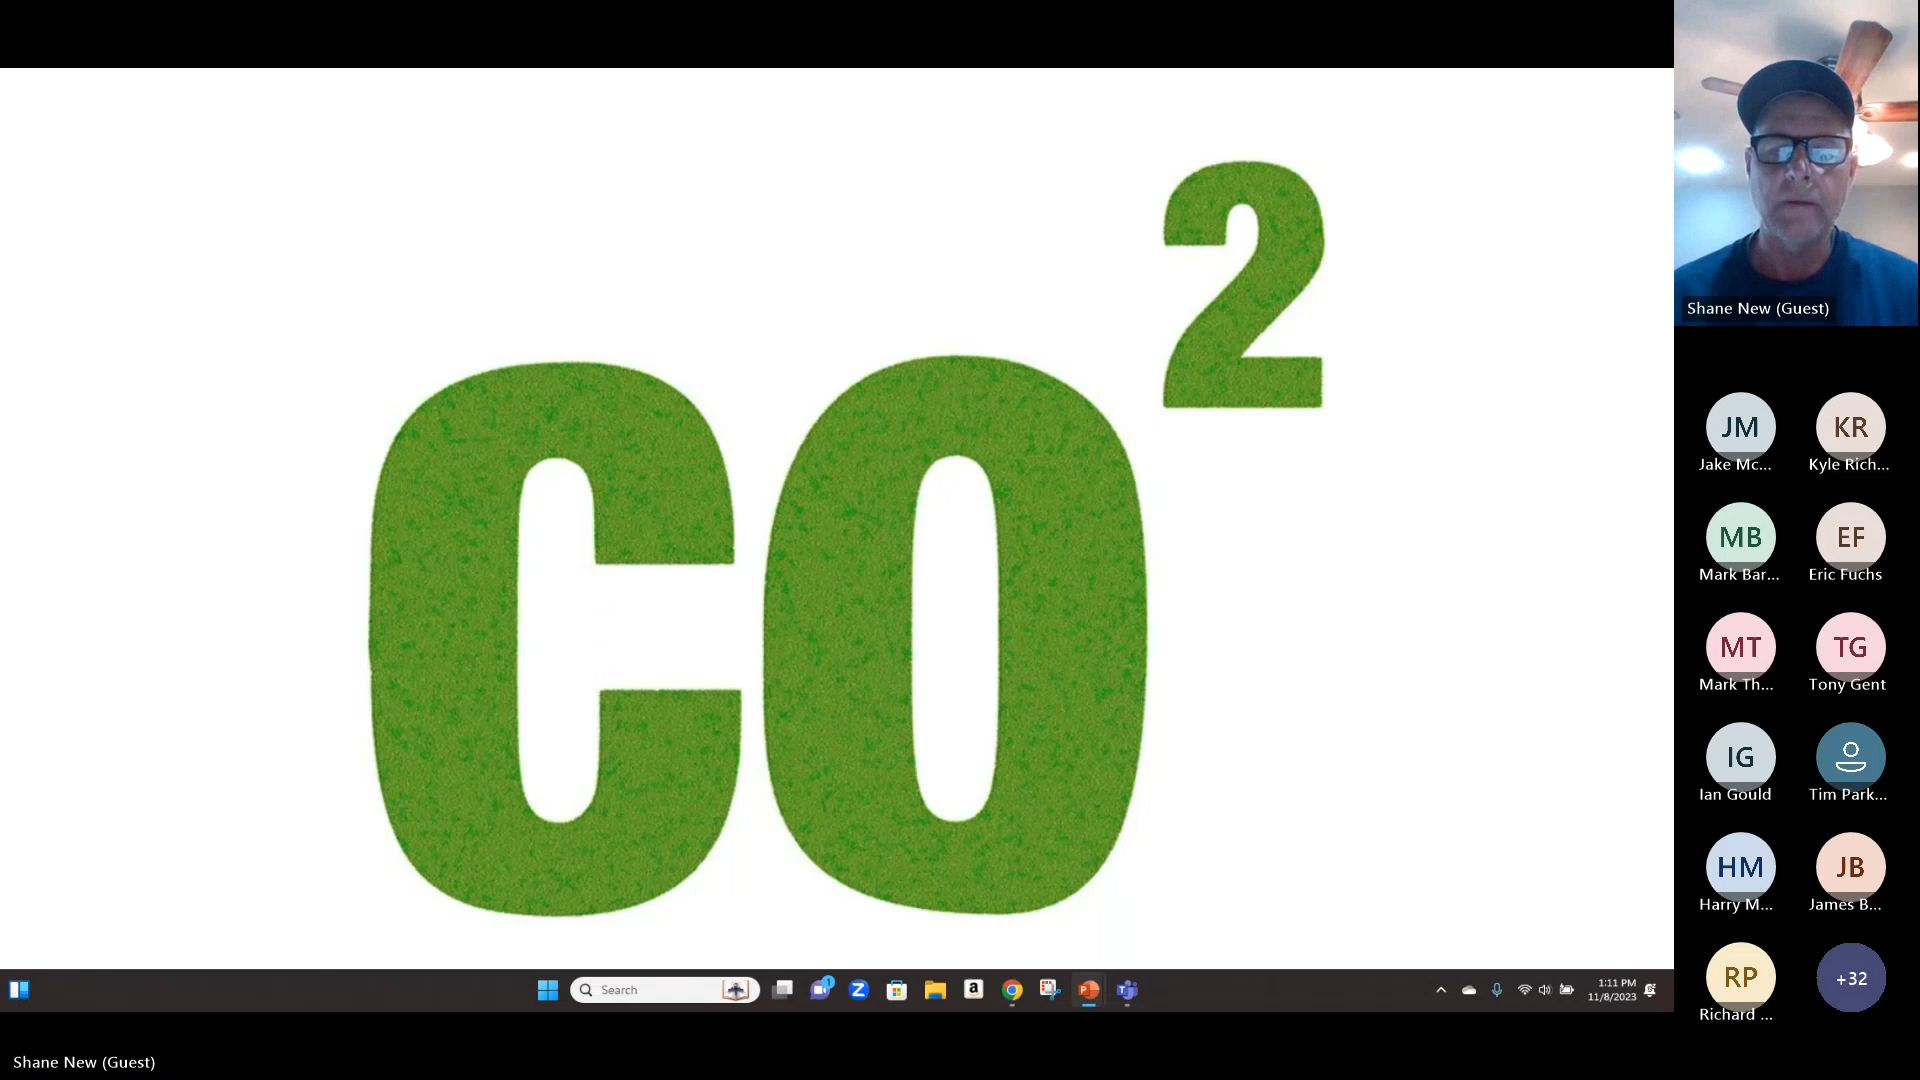 CO²
Shane New (Guest)
JM
KR
Jake Mc...
Kyle Rich...
MB
EF
Mark Bar...
Eric Fuchs
MT
TG
Mark Th...
Tony Gent
IG
Ian Gould
Tim Park...
HM
JB
Harry M...
James B...
RP
+32
Richard ...
Search
1:11 PM
11/8/2023
Shane New (Guest)